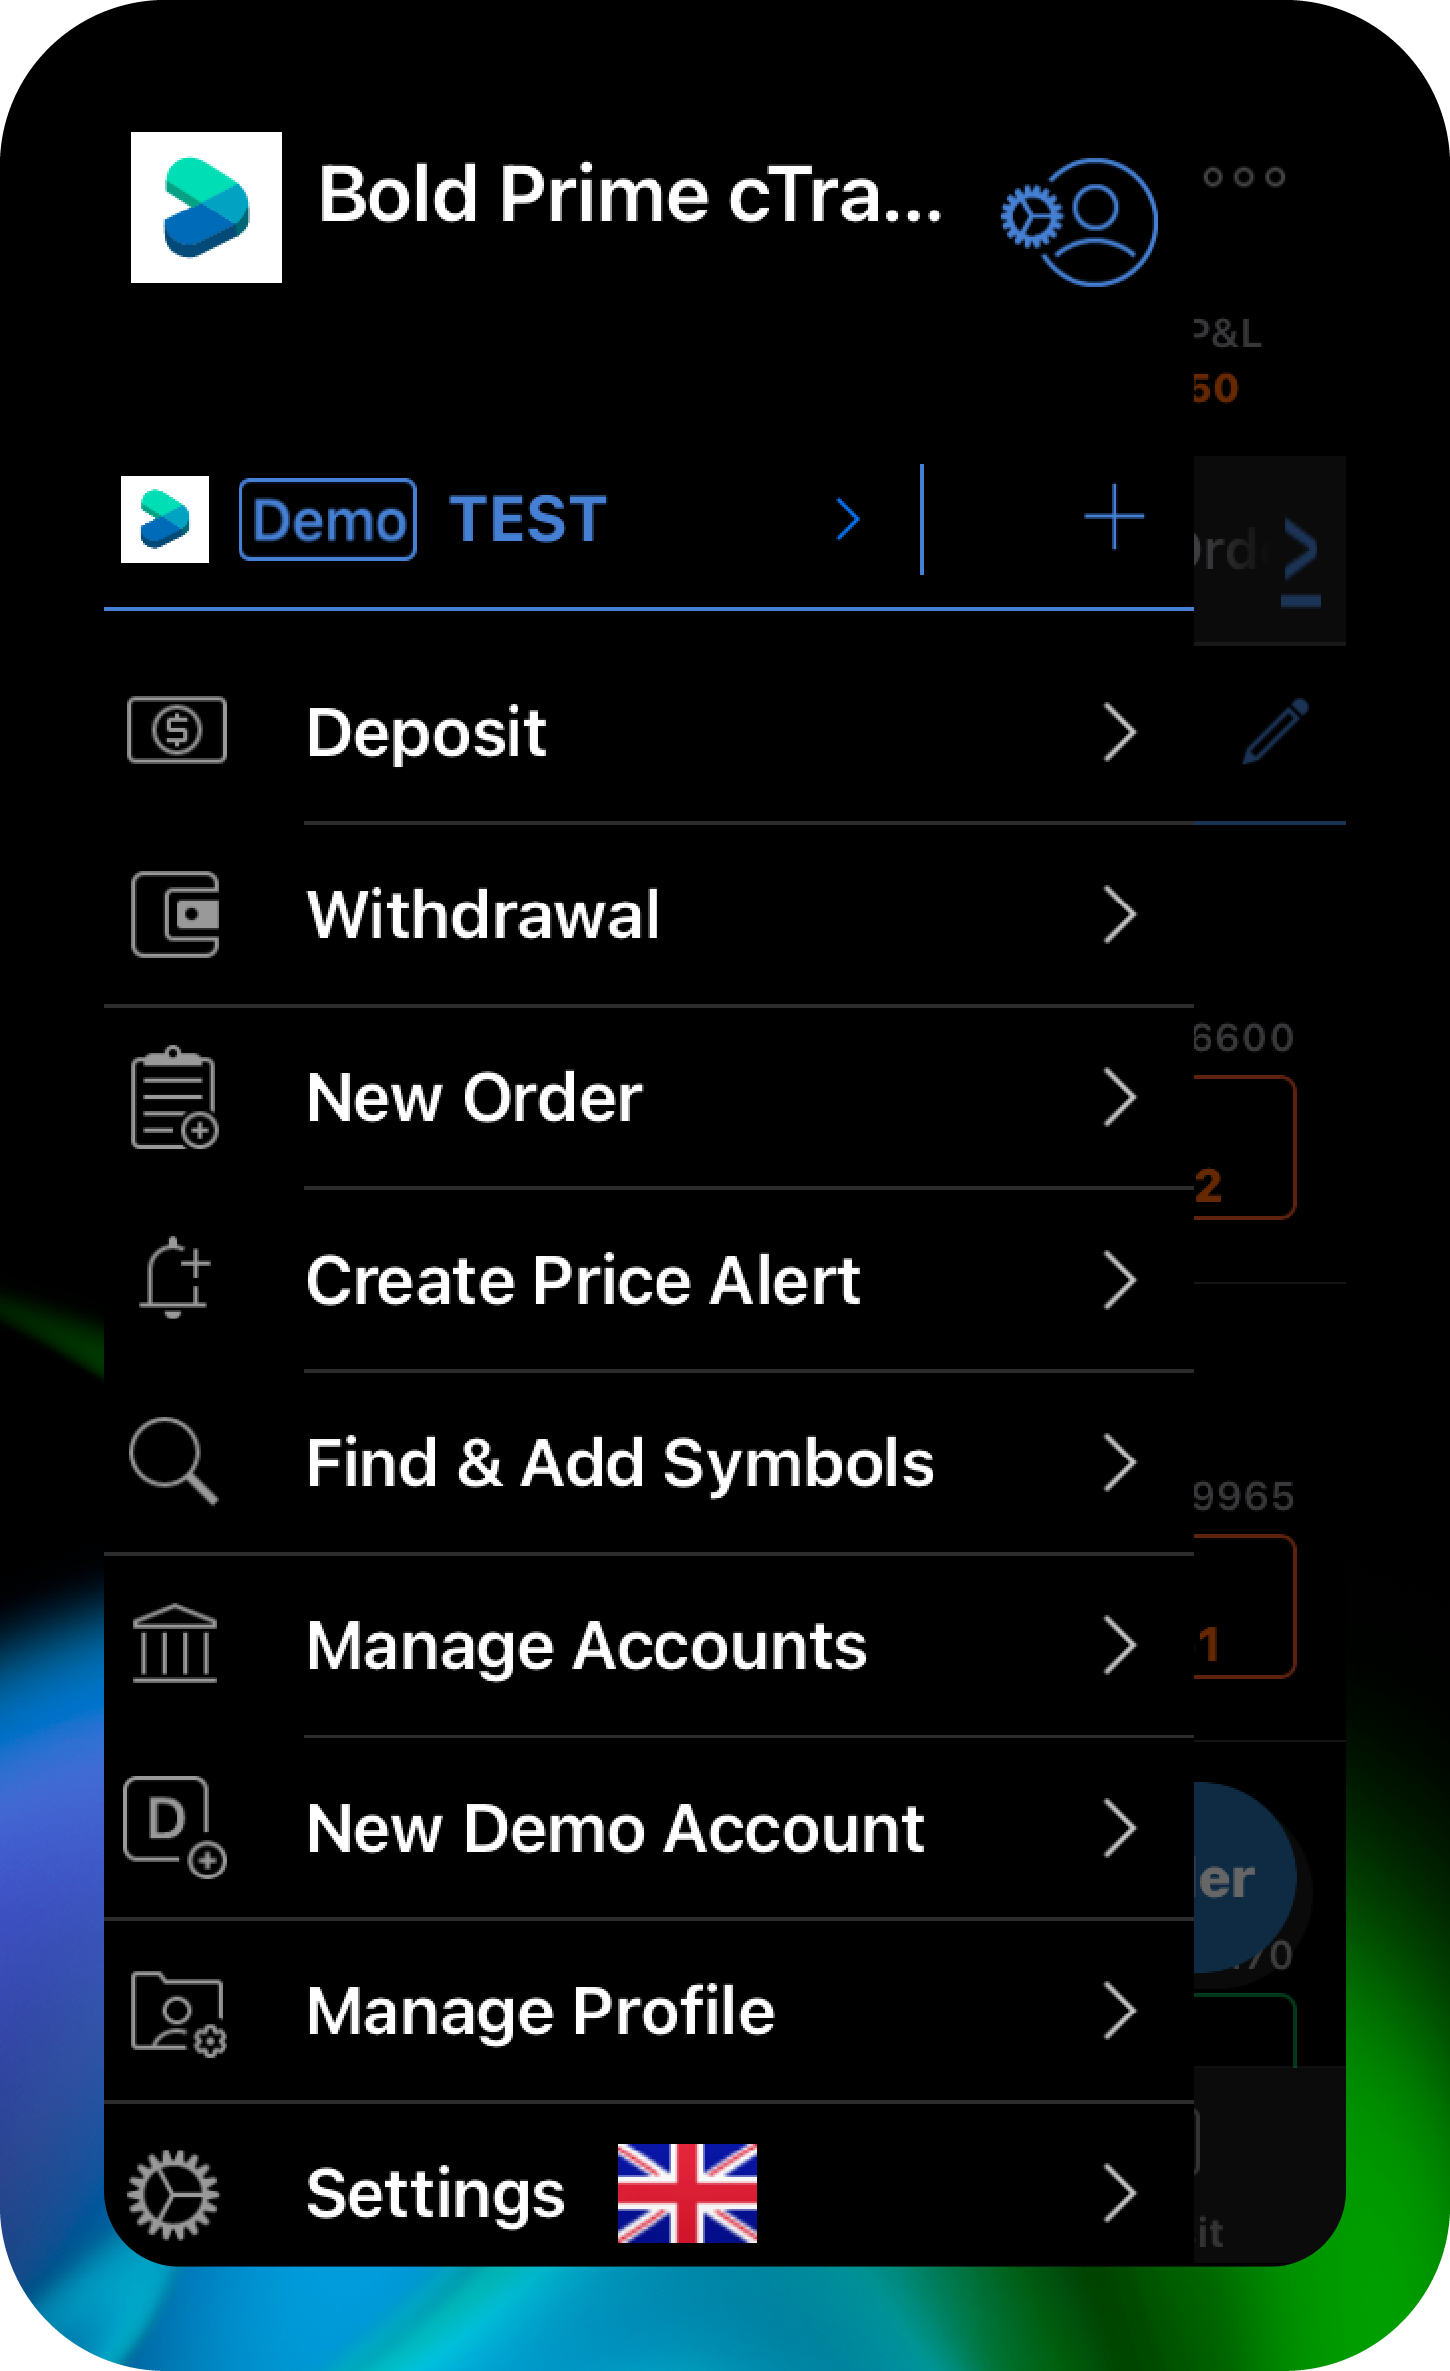 Bold Prime cTra...
P&L
50
Demo TEST
Deposit
Withdrawal
6600
New Order
2
Create Price Alert
Find & Add Symbols
9965
Manage Accounts
1
New Demo Account
er
70
Manage Profile
Settings
it